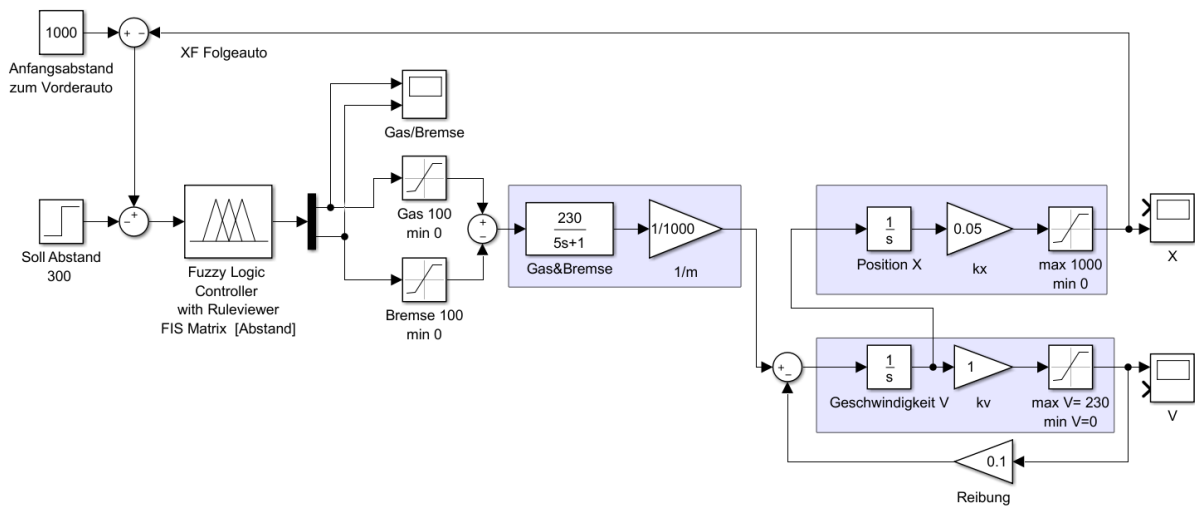 1000
+ −
Anfangsabstand
zum Vorderauto
XF Folgeauto
Gas/Bremse
Soll Abstand
300
− +
Fuzzy Logic
Controller
with Ruleviewer
FIS Matrix [Abstand]
Gas 100
min 0
Bremse 100
min 0
+
−
230
5s+1
Gas&Bremse
1/1000
1/m
1
s
Position X
0.05
kx
max 1000
min 0
X
+ −
1
s
Geschwindigkeit V
1
kv
max V= 230
min V=0
V
0.1
Reibung